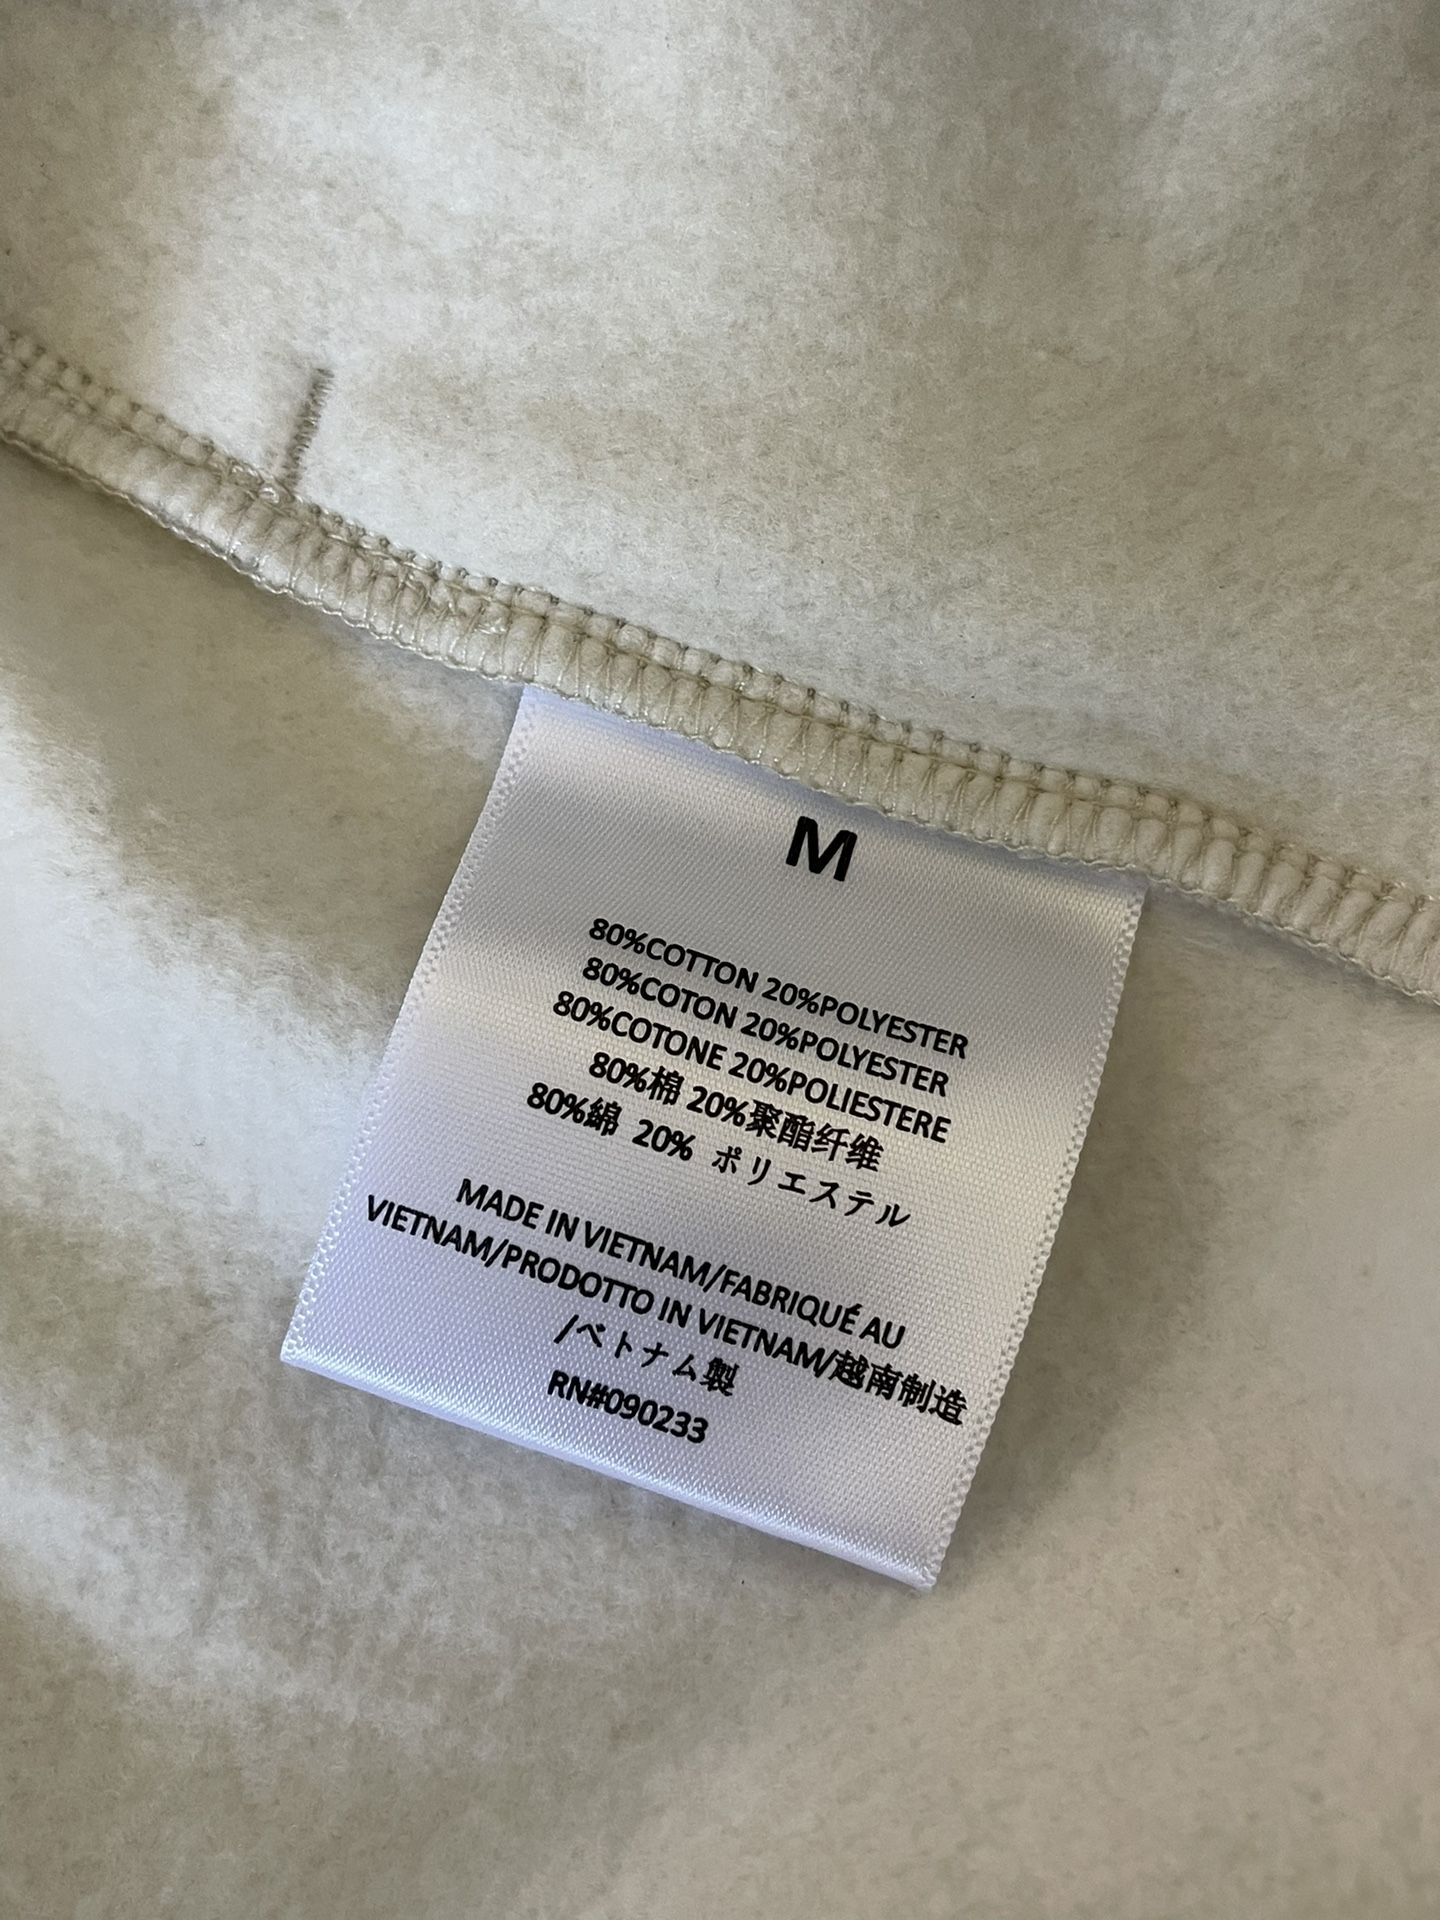 M
80%COTTON 20%POLYESTER
80%COTON 20%POLYESTER
80%COTONE 20%POLIESTERE
80%棉 20%聚酯纤维
80%綿 20% ポリエステル
MADE IN VIETNAM/FABRIQUÉ AU
VIETNAM/PRODOTTO IN VIETNAM/越南制造
/ベトナム製
RN#090233